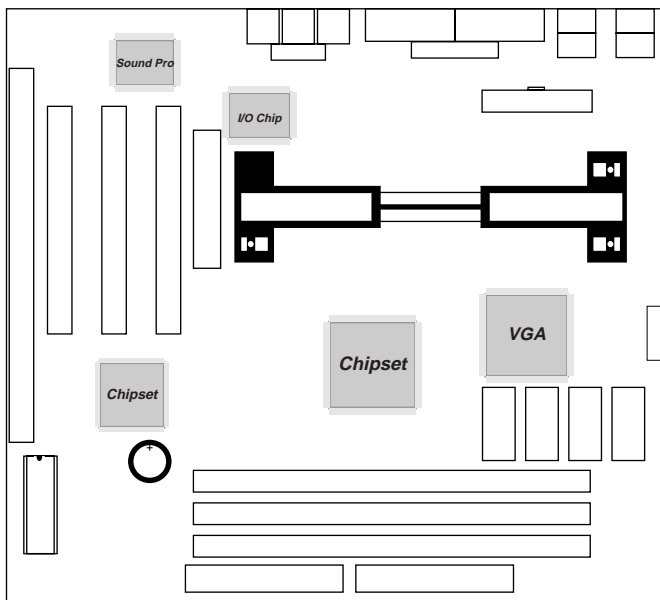 Sound Pro
I/O Chip
VGA
Chipset
Chipset
+